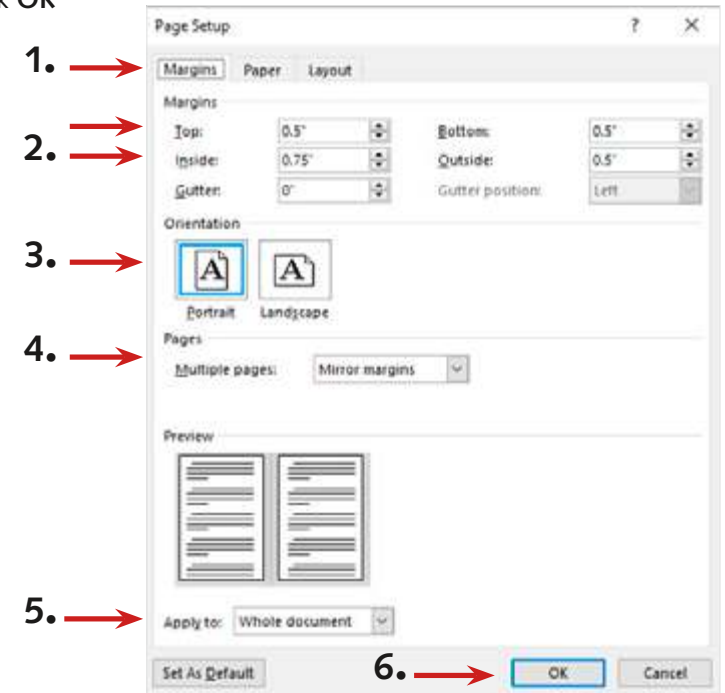 k OK
Page Setup ? ×
1. Margins Paper Layout
Margins
Top: 0.5" Bottom: 0.5"
2. Inside: 0.75" Outside: 0.5"
Gutter: 0" Gutter position: Left
Orientation
3. A A
Portrait Landscape
4. Pages
Multiple pages: Mirror margins
Preview
5. Apply to: Whole document
Set As Default 6. OK Cancel